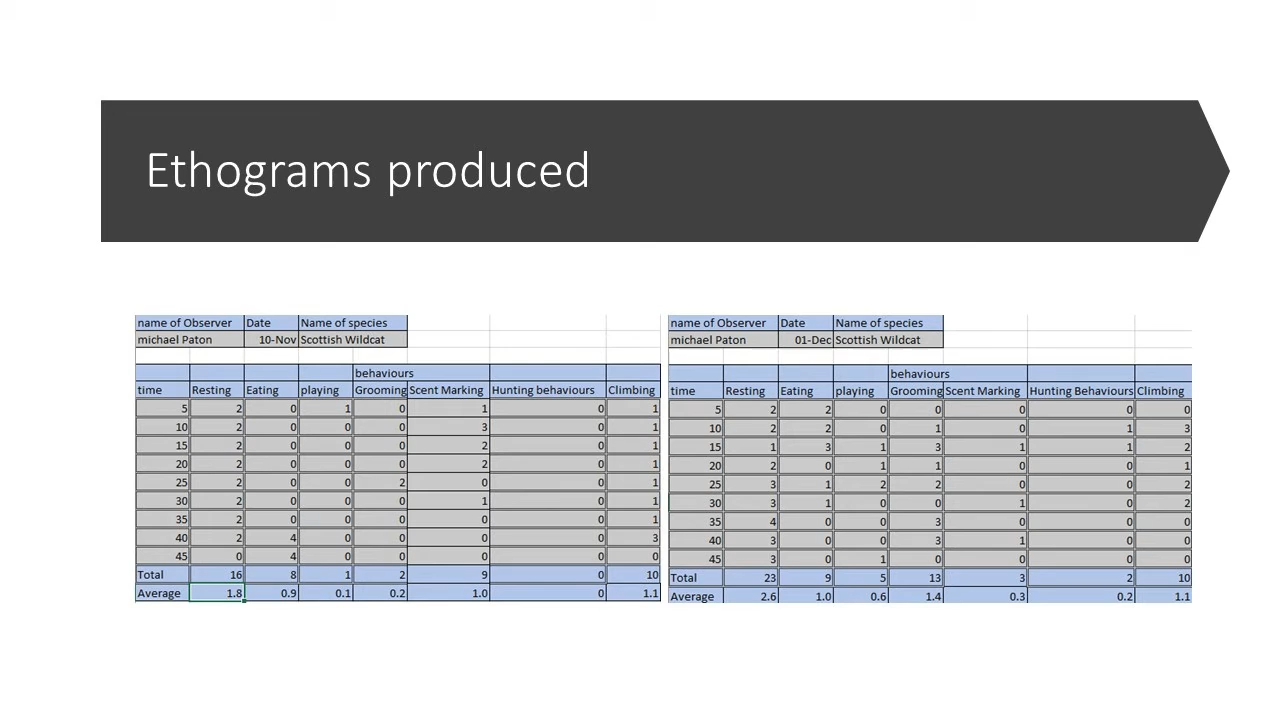 Ethograms produced
name of Observer Date Name of species
michael Paton 10-Nov Scottish Wildcat
behaviours
time Resting Eating playing Grooming Scent Marking Hunting behaviours Climbing
5 2 0 1 0 1 0 1
10 2 0 0 0 3 0 1
15 2 0 0 0 2 0 1
20 2 0 0 0 2 0 1
25 2 0 0 2 0 0 1
30 2 0 0 0 1 0 1
35 2 0 0 0 0 0 1
40 2 4 0 0 0 0 3
45 0 4 0 0 0 0 0
Total 16 8 1 2 9 0 10
Average 1.8 0.9 0.1 0.2 1.0 0 1.1
name of Observer Date Name of species
michael Paton 01-Dec Scottish Wildcat
behaviours
time Resting Eating playing Grooming Scent Marking Hunting Behaviours Climbing
5 2 2 0 0 0 0 0
10 2 2 0 1 0 1 3
15 1 3 1 3 1 1 2
20 2 0 1 1 0 0 1
25 3 1 2 2 0 0 2
30 3 1 0 0 1 0 2
35 4 0 0 3 0 0 0
40 3 0 0 3 1 0 0
45 3 0 1 0 0 0 0
Total 23 9 5 13 3 2 10
Average 2.6 1.0 0.6 1.4 0.3 0.2 1.1